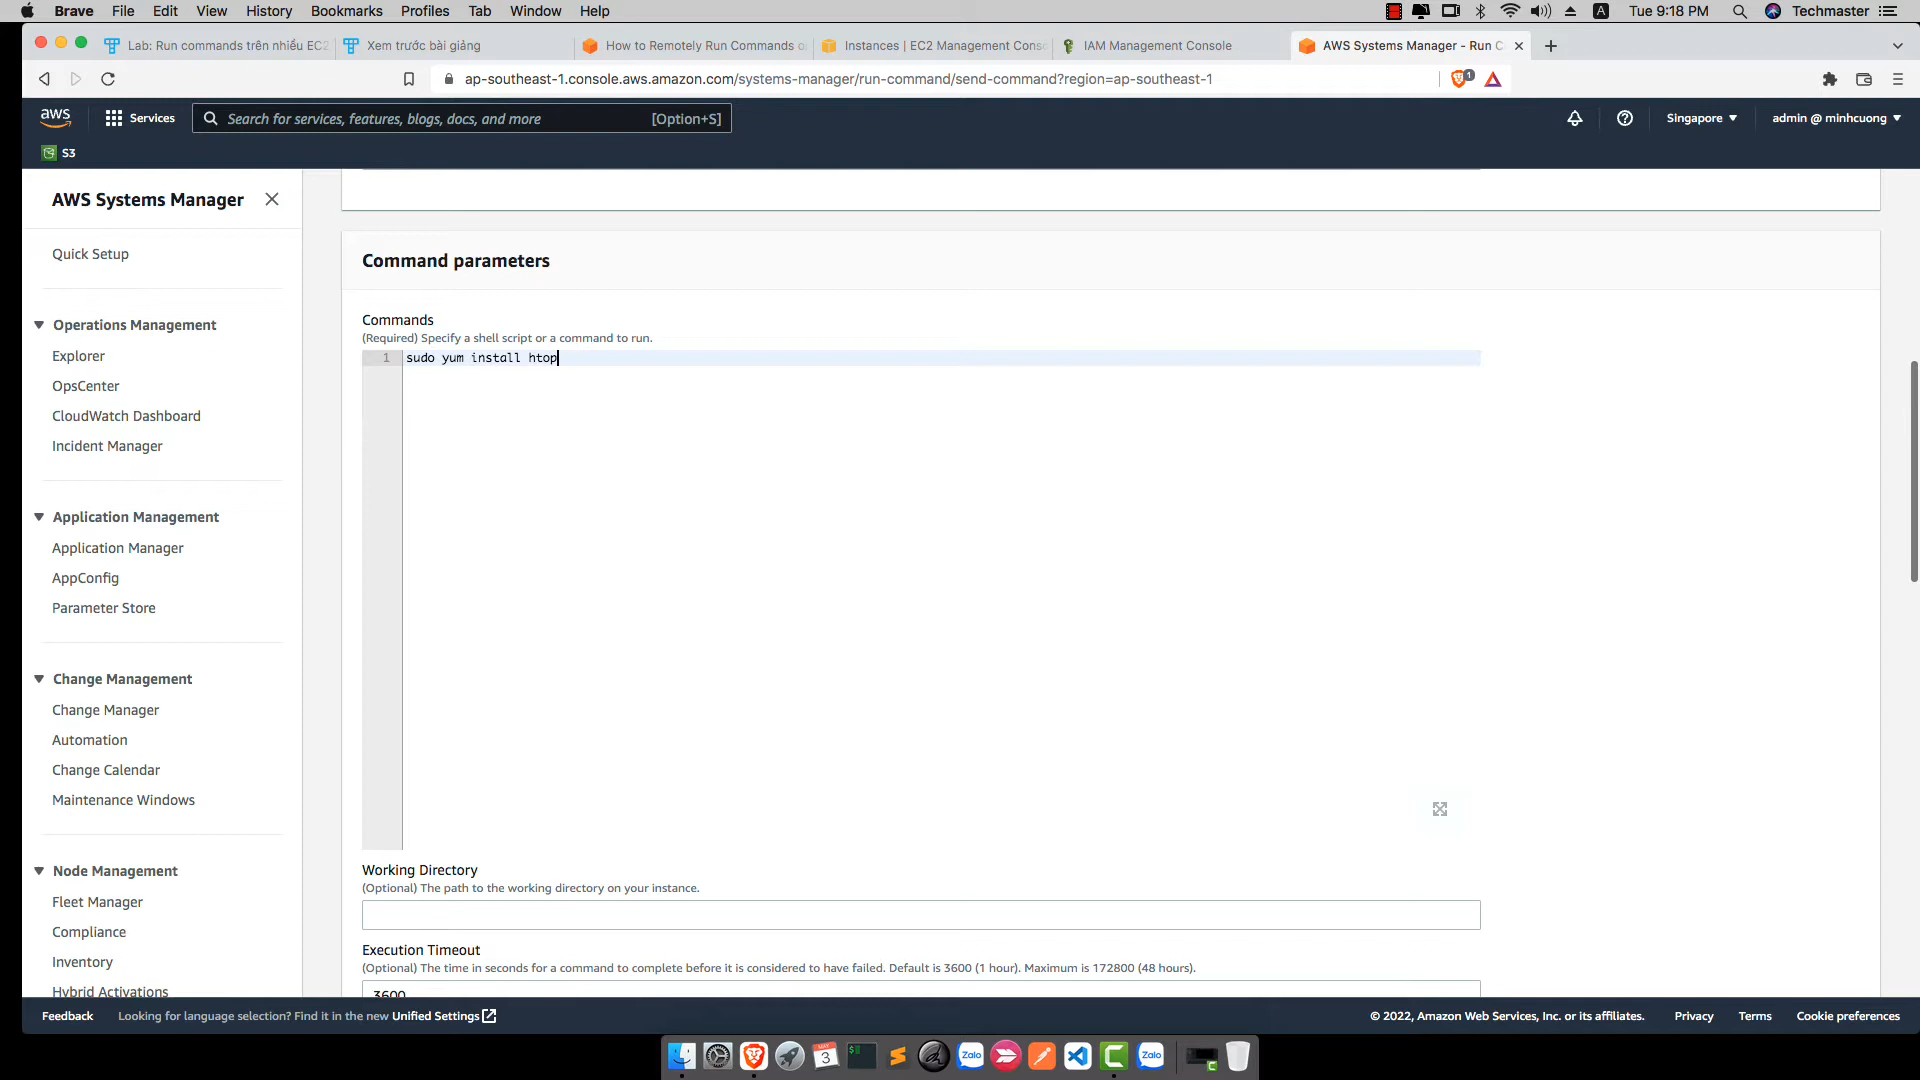 Brave File Edit View History Bookmarks Profiles Tab Window Help
A Tue 9:18 PM Techmaster
Lab: Run commands trên nhiều EC2
Xem trước bài giảng
How to Remotely Run Commands o
Instances | EC2 Management Conso
IAM Management Console
AWS Systems Manager - Run C
ap-southeast-1.console.aws.amazon.com/systems-manager/run-command/send-command?region=ap-southeast-1
1
aws Services Search for services, features, blogs, docs, and more [Option+S] Singapore admin @ minhcuong
S3
AWS Systems Manager
Quick Setup
Operations Management
Explorer
OpsCenter
CloudWatch Dashboard
Incident Manager
Application Management
Application Manager
AppConfig
Parameter Store
Change Management
Change Manager
Automation
Change Calendar
Maintenance Windows
Node Management
Fleet Manager
Compliance
Inventory
Hybrid Activations
Command parameters
Commands
(Required) Specify a shell script or a command to run.
1 sudo yum install htop
Working Directory
(Optional) The path to the working directory on your instance.
Execution Timeout
(Optional) The time in seconds for a command to complete before it is considered to have failed. Default is 3600 (1 hour). Maximum is 172800 (48 hours).
3600
Feedback Looking for language selection? Find it in the new Unified Settings © 2022, Amazon Web Services, Inc. or its affiliates. Privacy Terms Cookie preferences
MAY
3
$
Zalo
C
Zalo